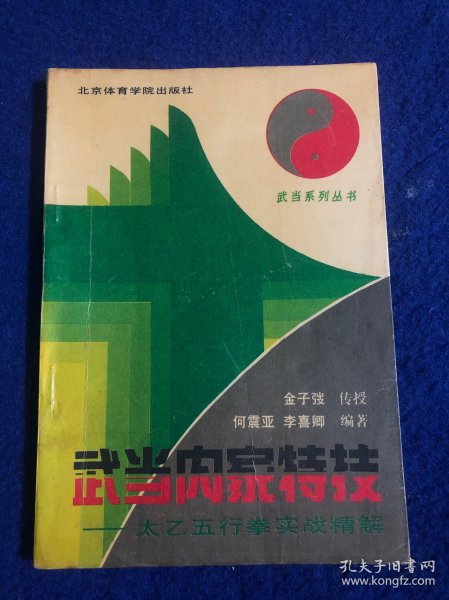 北京体育学院出版社
武当系列丛书
金子弢 传授
何震亚 李喜卿 编著
武当内家特技
——太乙五行拳实战精解
孔夫子旧书网
www.kongfz.com